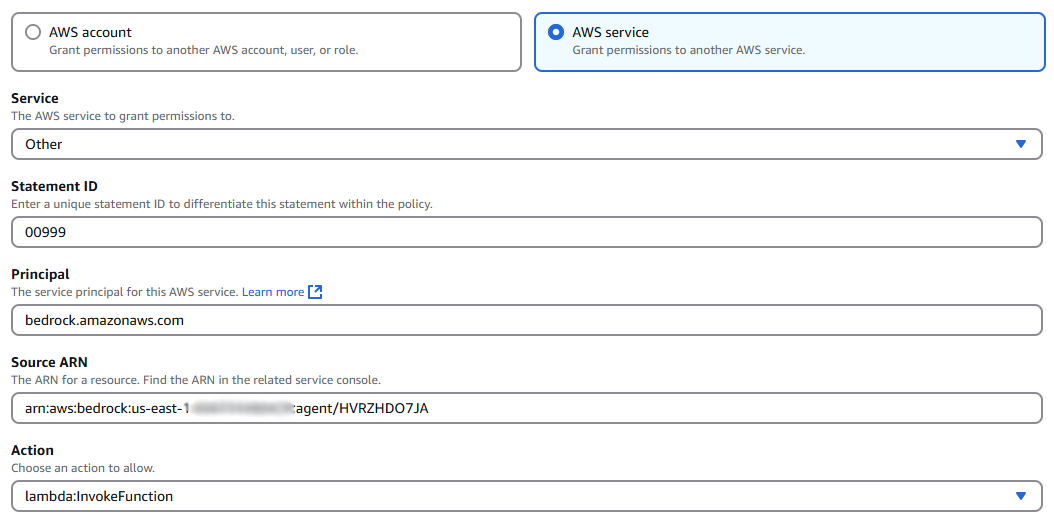 AWS account
Grant permissions to another AWS account, user, or role.
AWS service
Grant permissions to another AWS service.
Service
The AWS service to grant permissions to.
Other
Statement ID
Enter a unique statement ID to differentiate this statement within the policy.
00999
Principal
The service principal for this AWS service. Learn more
bedrock.amazonaws.com
Source ARN
The ARN for a resource. Find the ARN in the related service console.
arn:aws:bedrock:us-east-1 :agent/HVRZHDO7JA
Action
Choose an action to allow.
lambda:InvokeFunction